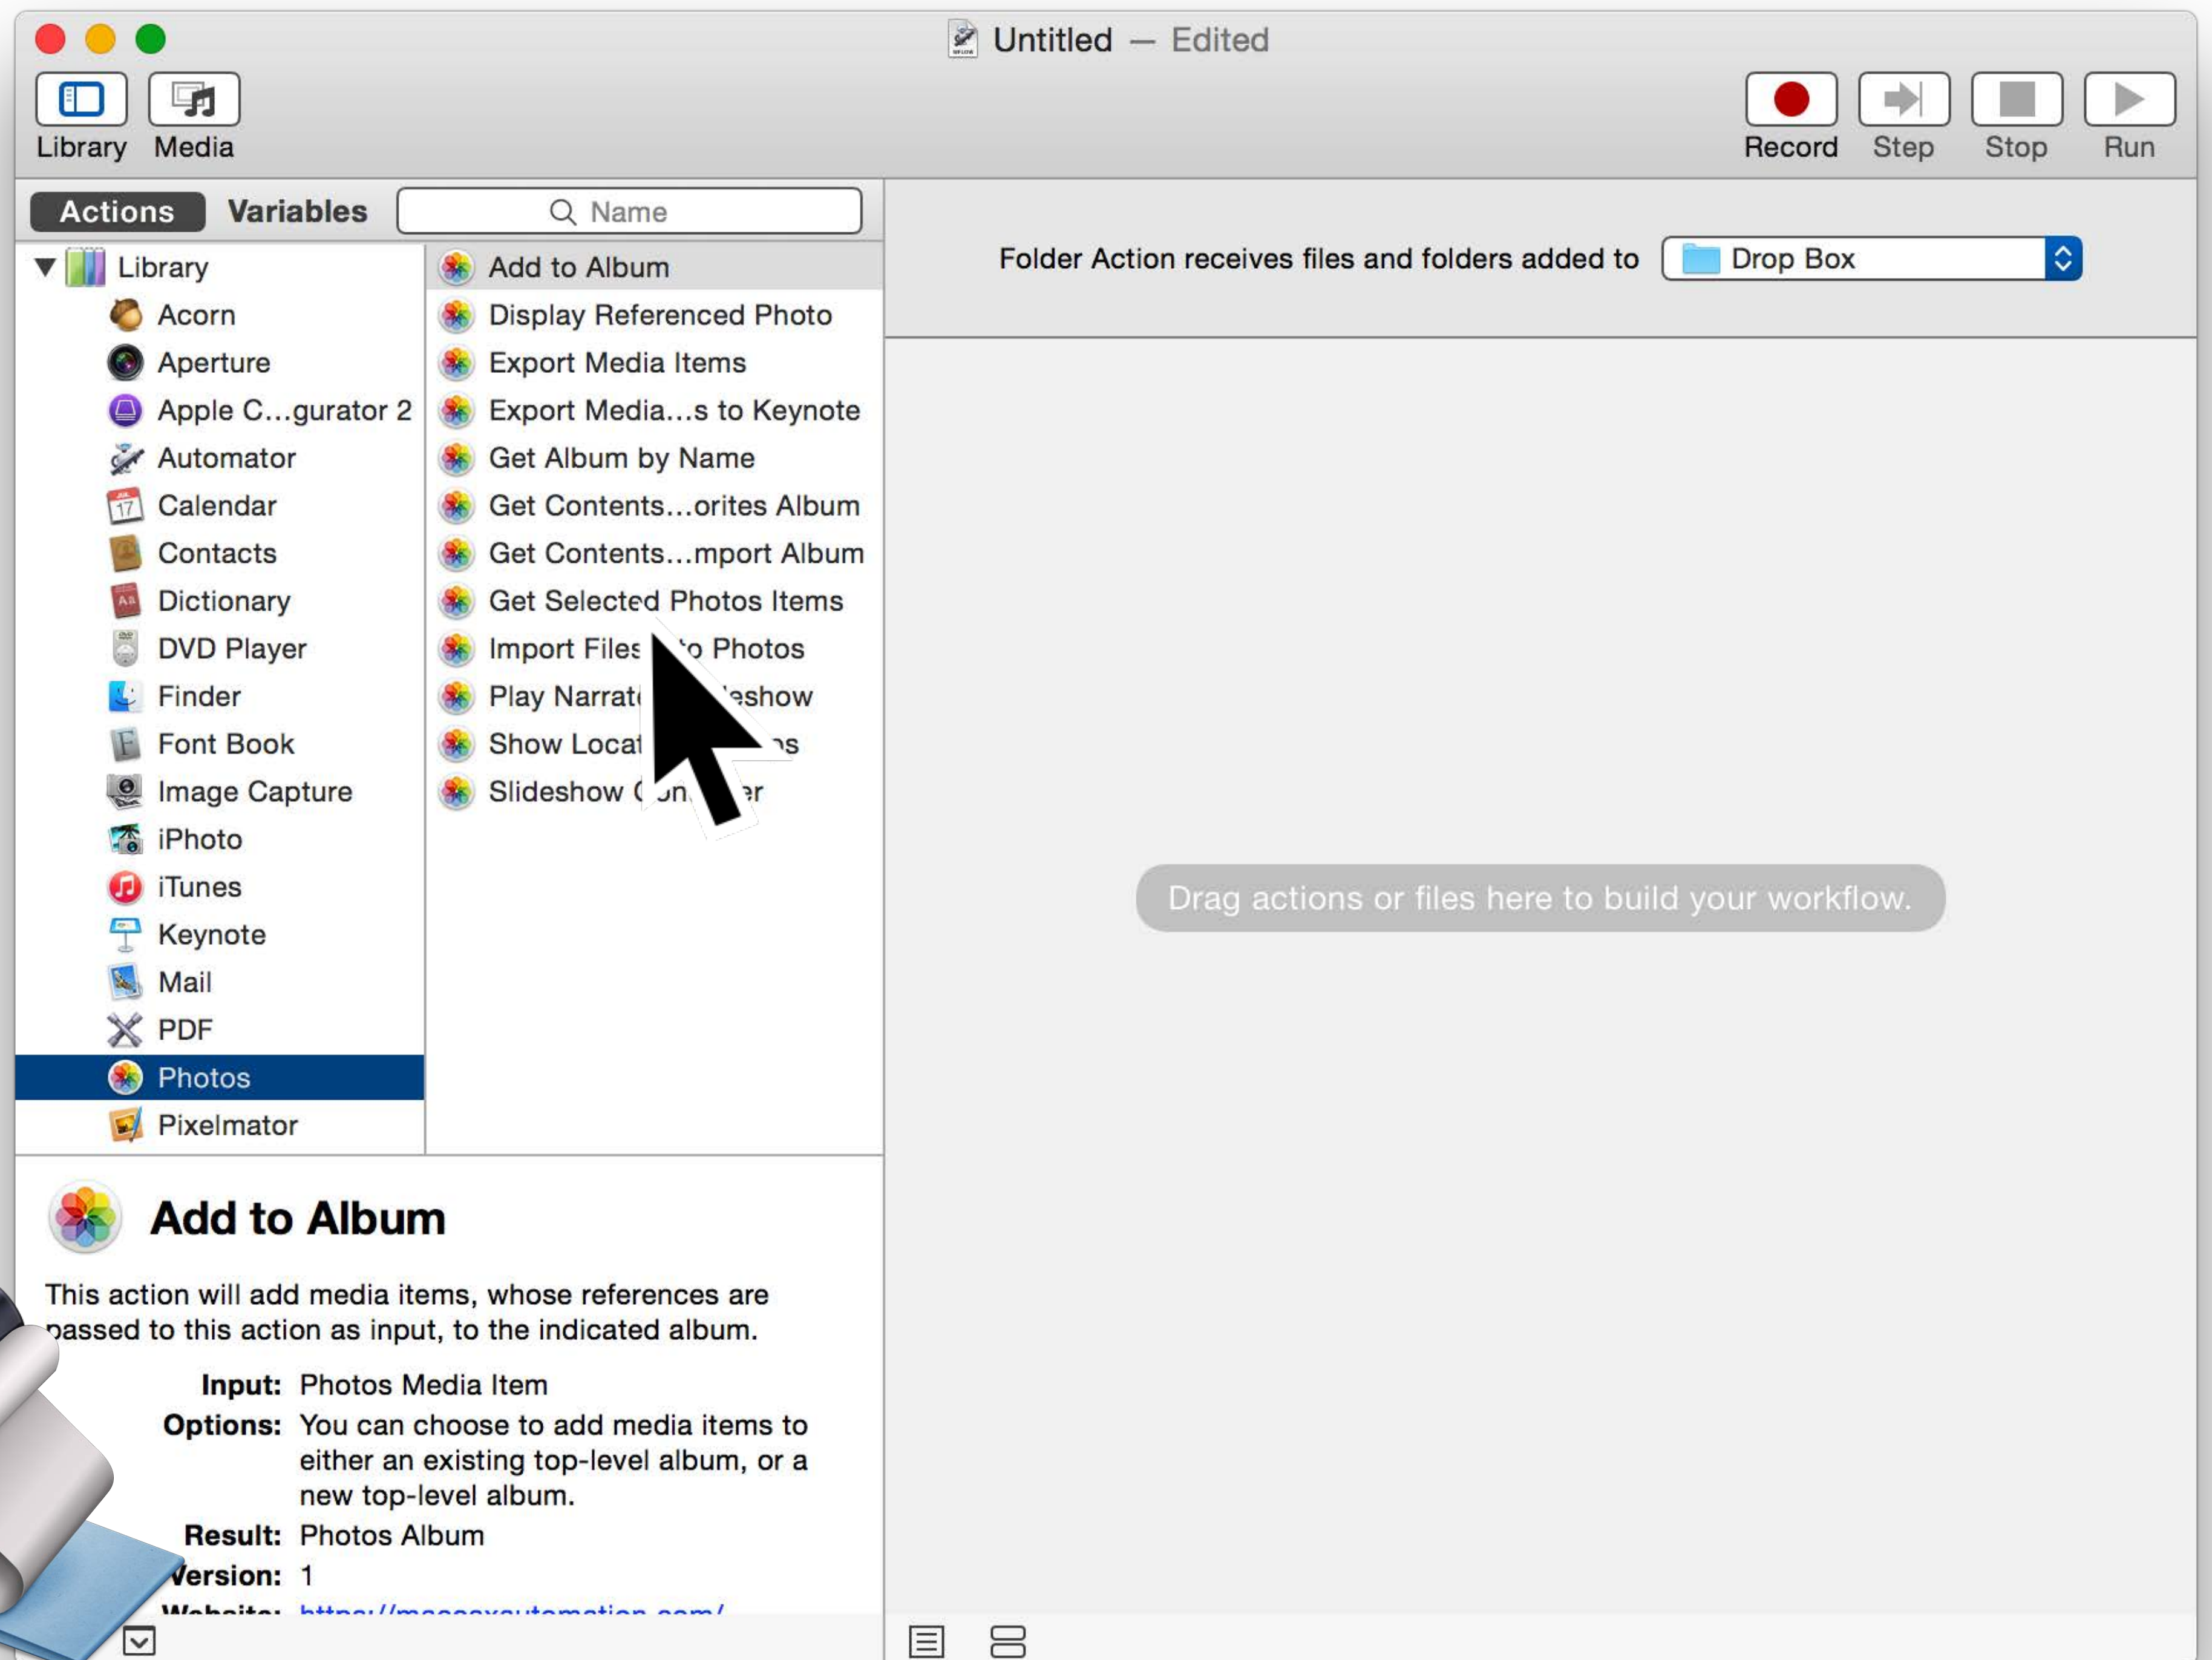 Untitled — Edited
Library Media
Record Step Stop Run
Actions Variables Name
Folder Action receives files and folders added to Drop Box
Library
Acorn
Aperture
Apple C...gurator 2
Automator
Calendar
Contacts
Dictionary
DVD Player
Finder
Font Book
Image Capture
iPhoto
iTunes
Keynote
Mail
PDF
Photos
Pixelmator
Add to Album
Display Referenced Photo
Export Media Items
Export Media...s to Keynote
Get Album by Name
Get Contents...orites Album
Get Contents...mport Album
Get Selected Photos Items
Import Files to Photos
Play
Show
Slideshow
Drag actions or files here to build your workflow.
Add to Album
This action will add media items, whose references are
passed to this action as input, to the indicated album.
Input: Photos Media Item
Options: You can choose to add media items to
either an existing top-level album, or a
new top-level album.
Result: Photos Album
Version: 1